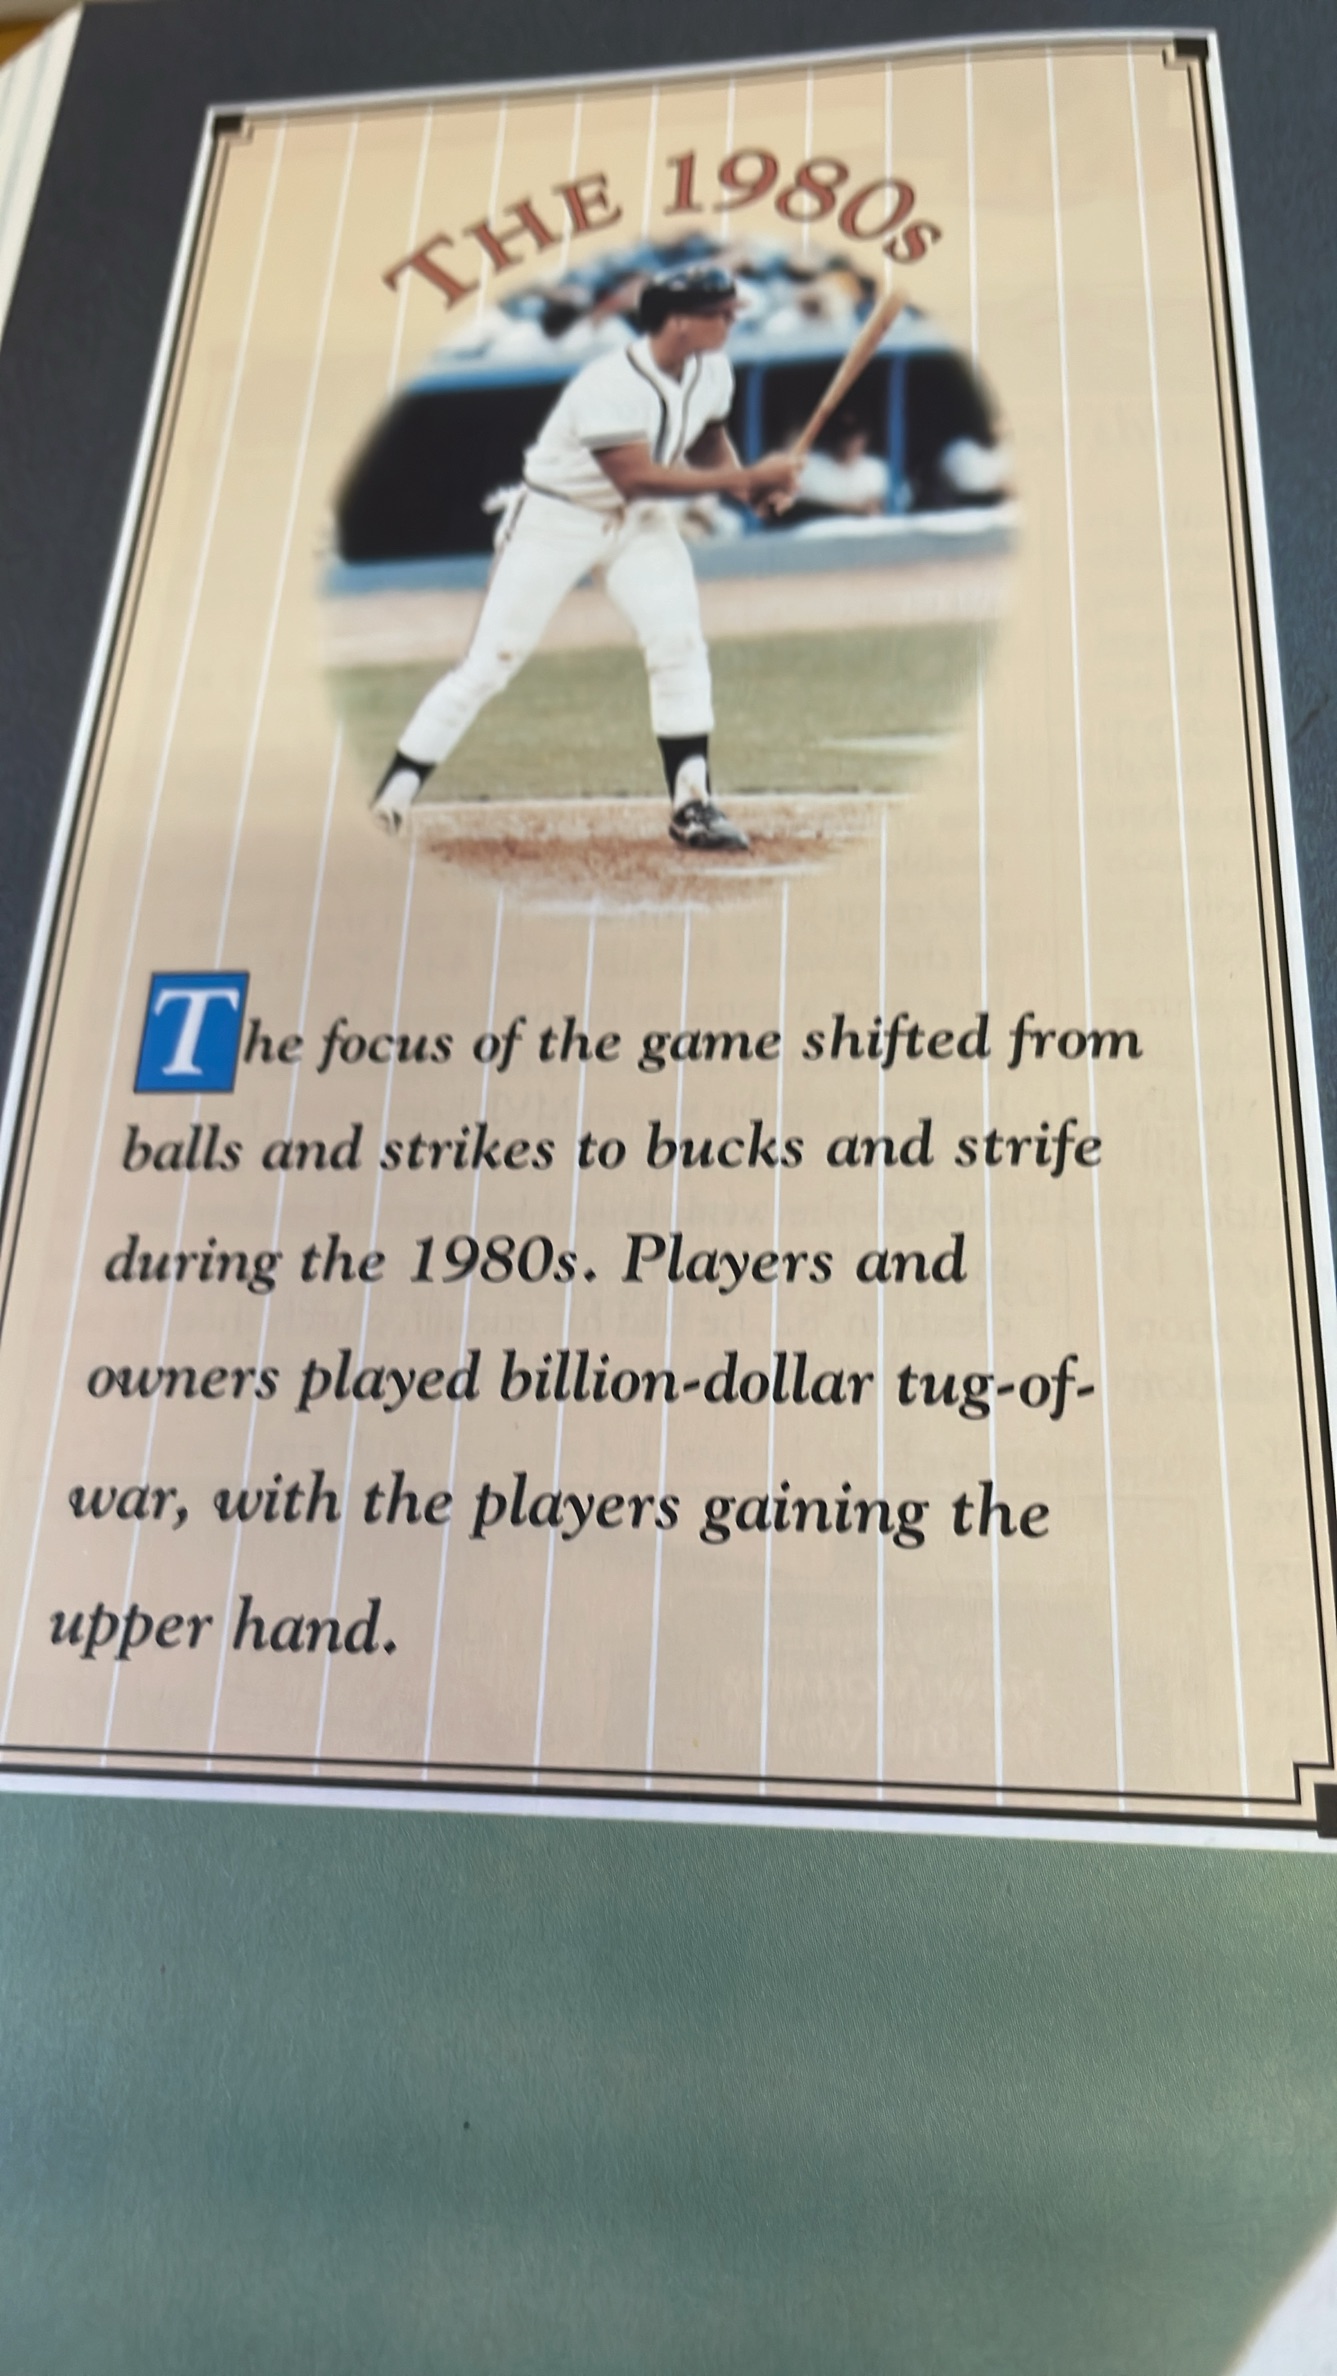 THE 1980s
The focus of the game shifted from
balls and strikes to bucks and strife
during the 1980s. Players and
owners played billion-dollar tug-of-
war, with the players gaining the
upper hand.